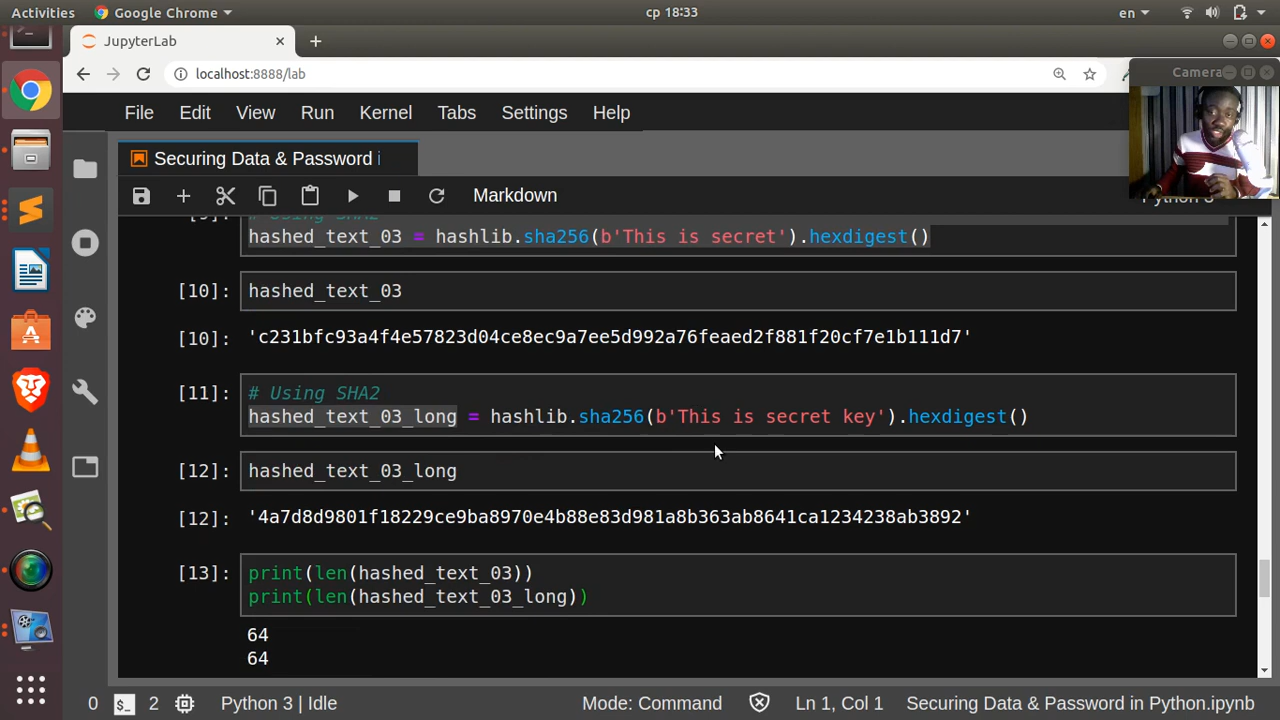 Activities Google Chrome ср 18:33 en
JupyterLab
localhost:8888/lab
Camera
File Edit View Run Kernel Tabs Settings Help
Securing Data & Password i
Markdown
# Using SHA2
hashed_text_03 = hashlib.sha256(b'This is secret').hexdigest()
[10]: hashed_text_03
[10]: 'c231bfc93a4f4e57823d04ce8ec9a7ee5d992a76feaed2f881f20cf7e1b111d7'
[11]: # Using SHA2
hashed_text_03_long = hashlib.sha256(b'This is secret key').hexdigest()
[12]: hashed_text_03_long
[12]: '4a7d8d9801f18229ce9ba8970e4b88e83d981a8b363ab8641ca1234238ab3892'
[13]: print(len(hashed_text_03))
print(len(hashed_text_03_long))
64
64
0 2 Python 3 | Idle Mode: Command Ln 1, Col 1 Securing Data & Password in Python.ipynb